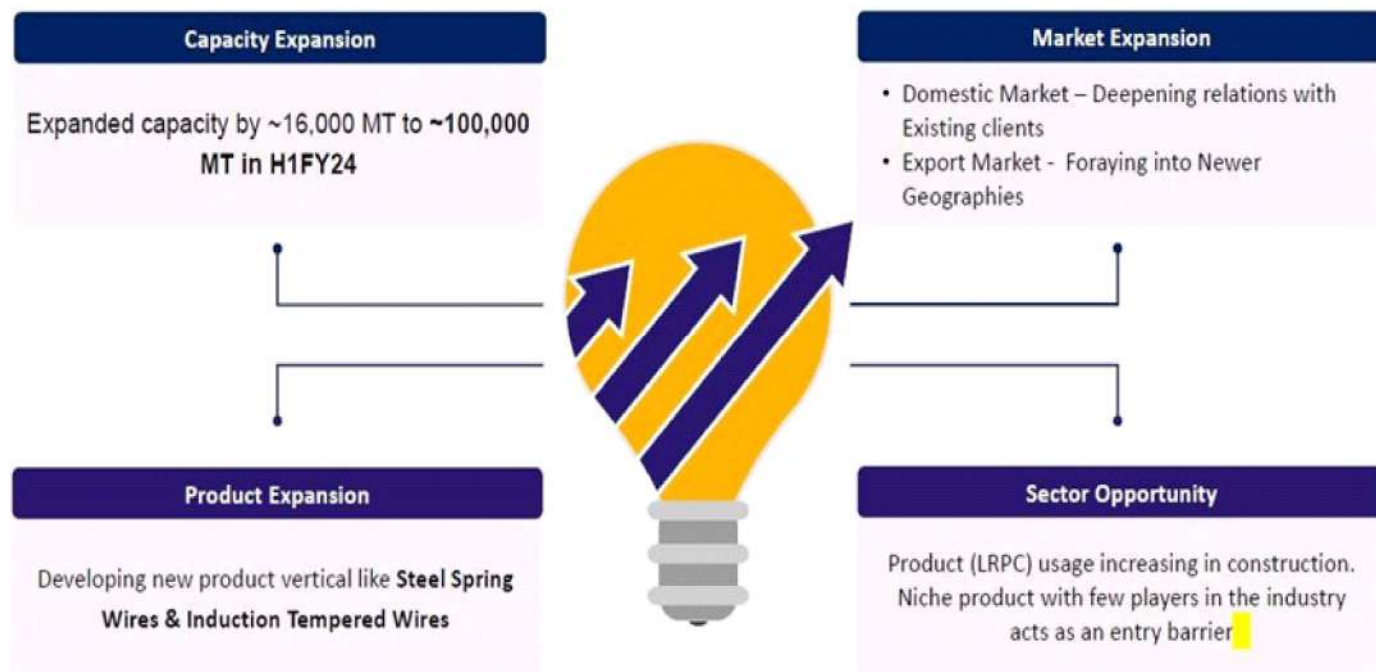 Capacity Expansion
Expanded capacity by ~16,000 MT to ~100,000
MT in H1FY24
Market Expansion
• Domestic Market – Deepening relations with
Existing clients
• Export Market - Foraying into Newer
Geographies
Product Expansion
Developing new product vertical like Steel Spring
Wires & Induction Tempered Wires
Sector Opportunity
Product (LRPC) usage increasing in construction.
Niche product with few players in the industry
acts as an entry barrier